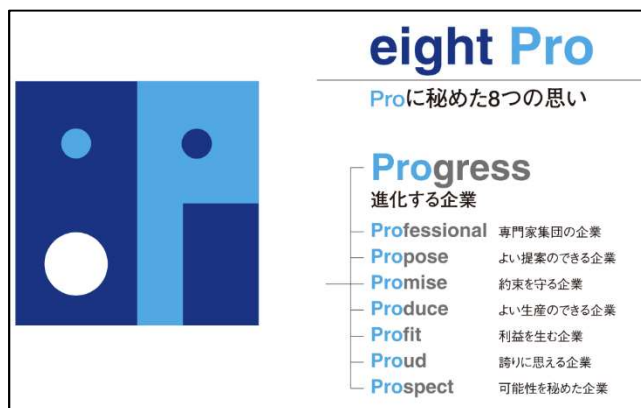 eight Pro
Proに秘めた8つの思い
Progress
進化する企業
Professional 専門家集団の企業
Propose よい提案のできる企業
Promise 約束を守る企業
Produce よい生産のできる企業
Profit 利益を生む企業
Proud 誇りに思える企業
Prospect 可能性を秘めた企業